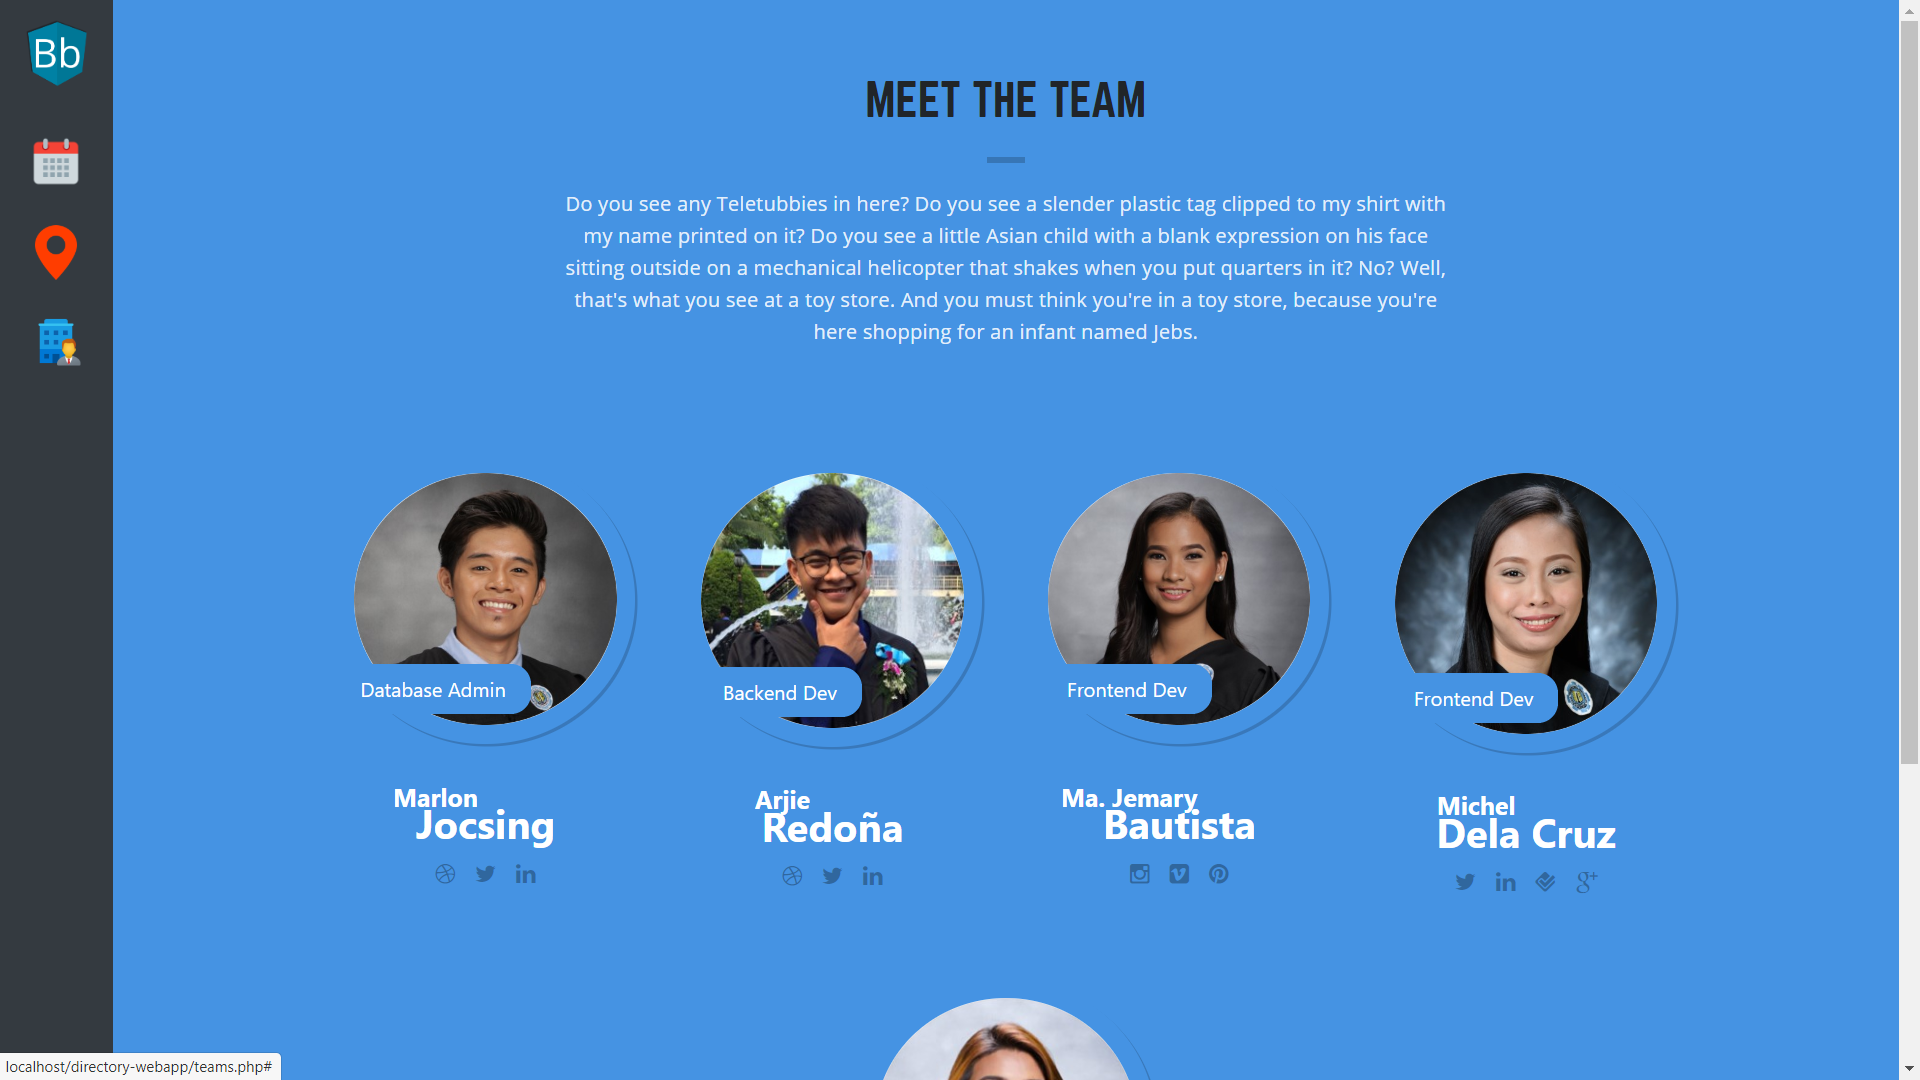 Bb
MEET THE TEAM
Do you see any Teletubbies in here? Do you see a slender plastic tag clipped to my shirt with
my name printed on it? Do you see a little Asian child with a blank expression on his face
sitting outside on a mechanical helicopter that shakes when you put quarters in it? No? Well,
that's what you see at a toy store. And you must think you're in a toy store, because you're
here shopping for an infant named Jebs.
Database Admin
Backend Dev
Frontend Dev
Frontend Dev
Marlon
Jocsing
Arjie
Redoña
Ma. Jemary
Bautista
Michel
Dela Cruz
localhost/directory-webapp/teams.php#